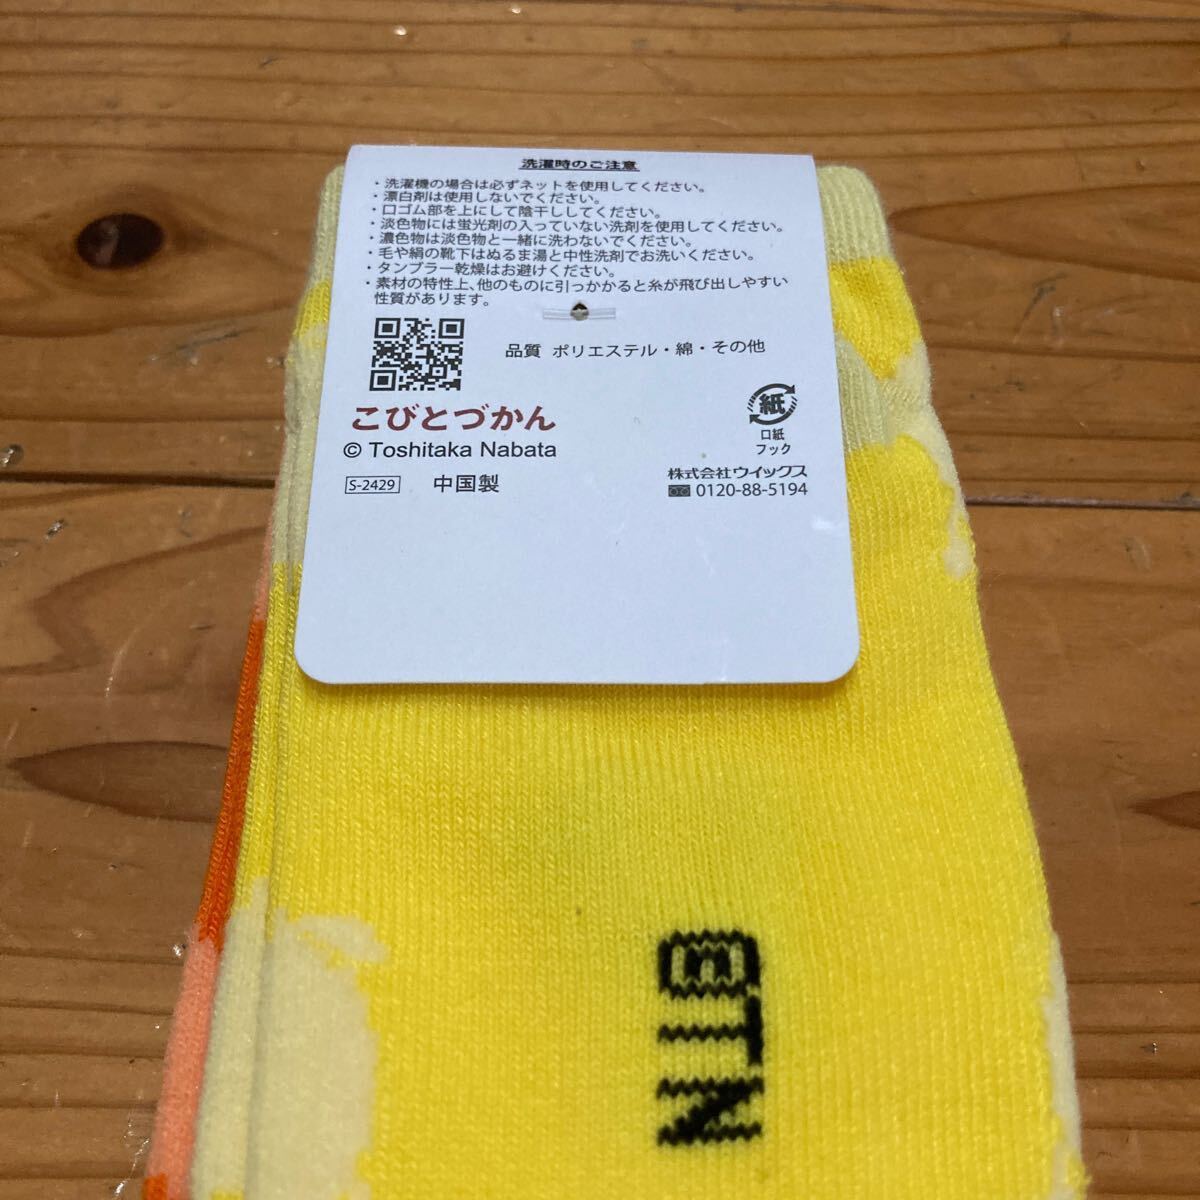 洗濯時のご注意
・洗濯機の場合は必ずネットを使用してください。
・漂白剤は使用しないでください。
・口ゴム部を上にして陰干ししてください。
・淡色物には蛍光剤の入っていない洗剤を使用してください。
・濃色物は淡色物と一緒に洗わないでください。
・毛や絹の靴下はぬるま湯と中性洗剤でお洗いください。
・タンブラー乾燥はお避けください。
・素材の特性上、他のものに引っかかると糸が飛び出しやすい
性質があります。
品質 ポリエステル・綿・その他
こびとづかん
© Toshitaka Nabata
S-2429 中国製
紙
口紙
フック
株式会社ウイックス
0120-88-5194
BTN